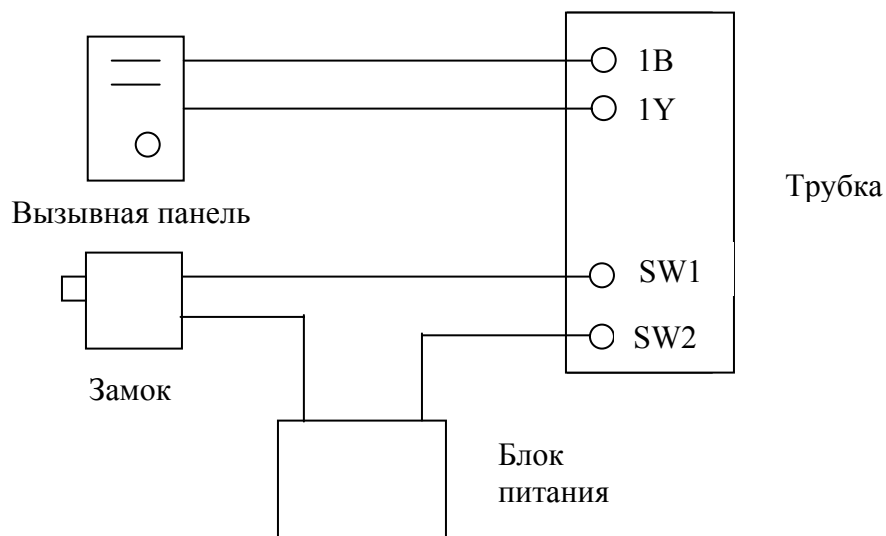 1B
1Y
Трубка
Вызывная панель
SW1
SW2
Замок
Блок
питания